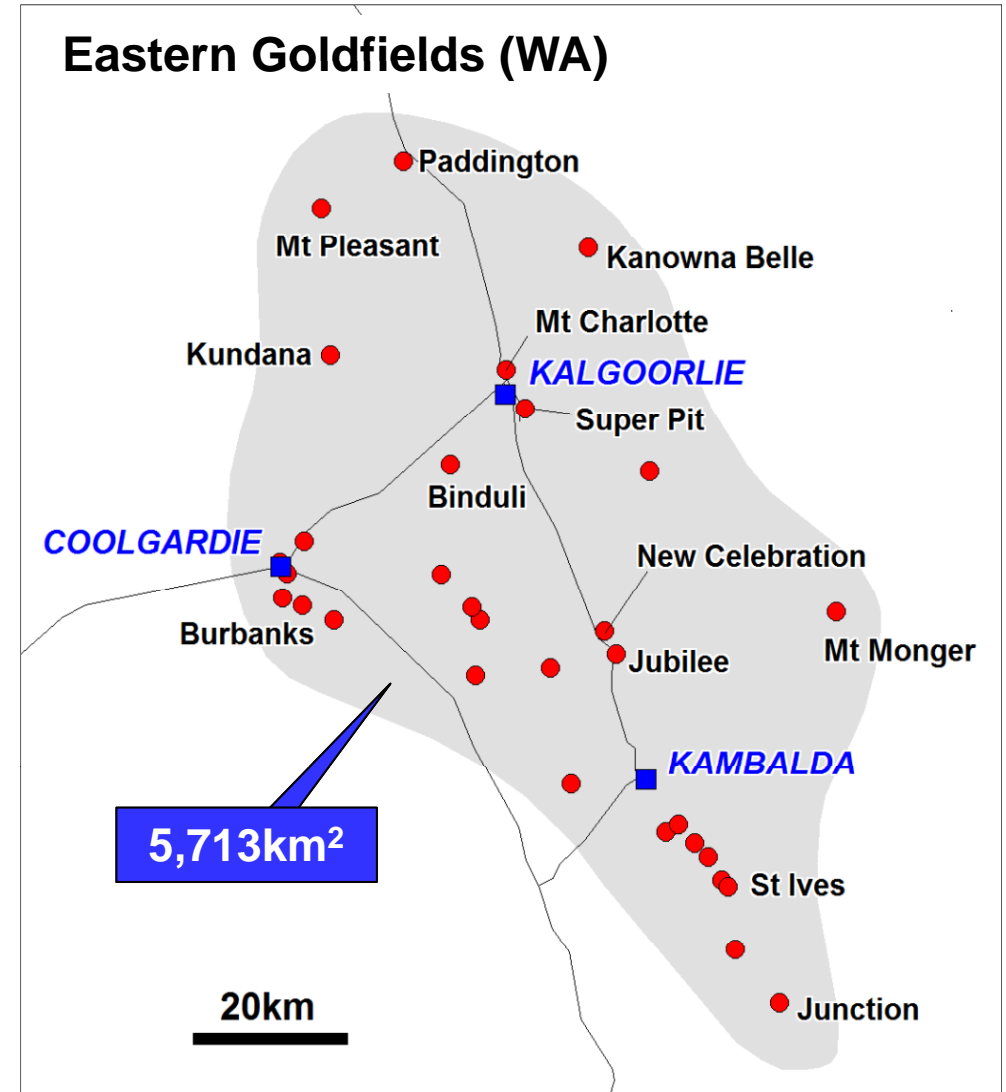 Eastern Goldfields (WA)
Paddington
Mt Pleasant
Kanowna Belle
Mt Charlotte
Kundana
KALGOORLIE
Super Pit
Binduli
COOLGARDIE
New Celebration
Burbanks
Mt Monger
Jubilee
KAMBALDA
5,713km²
St Ives
20km
Junction